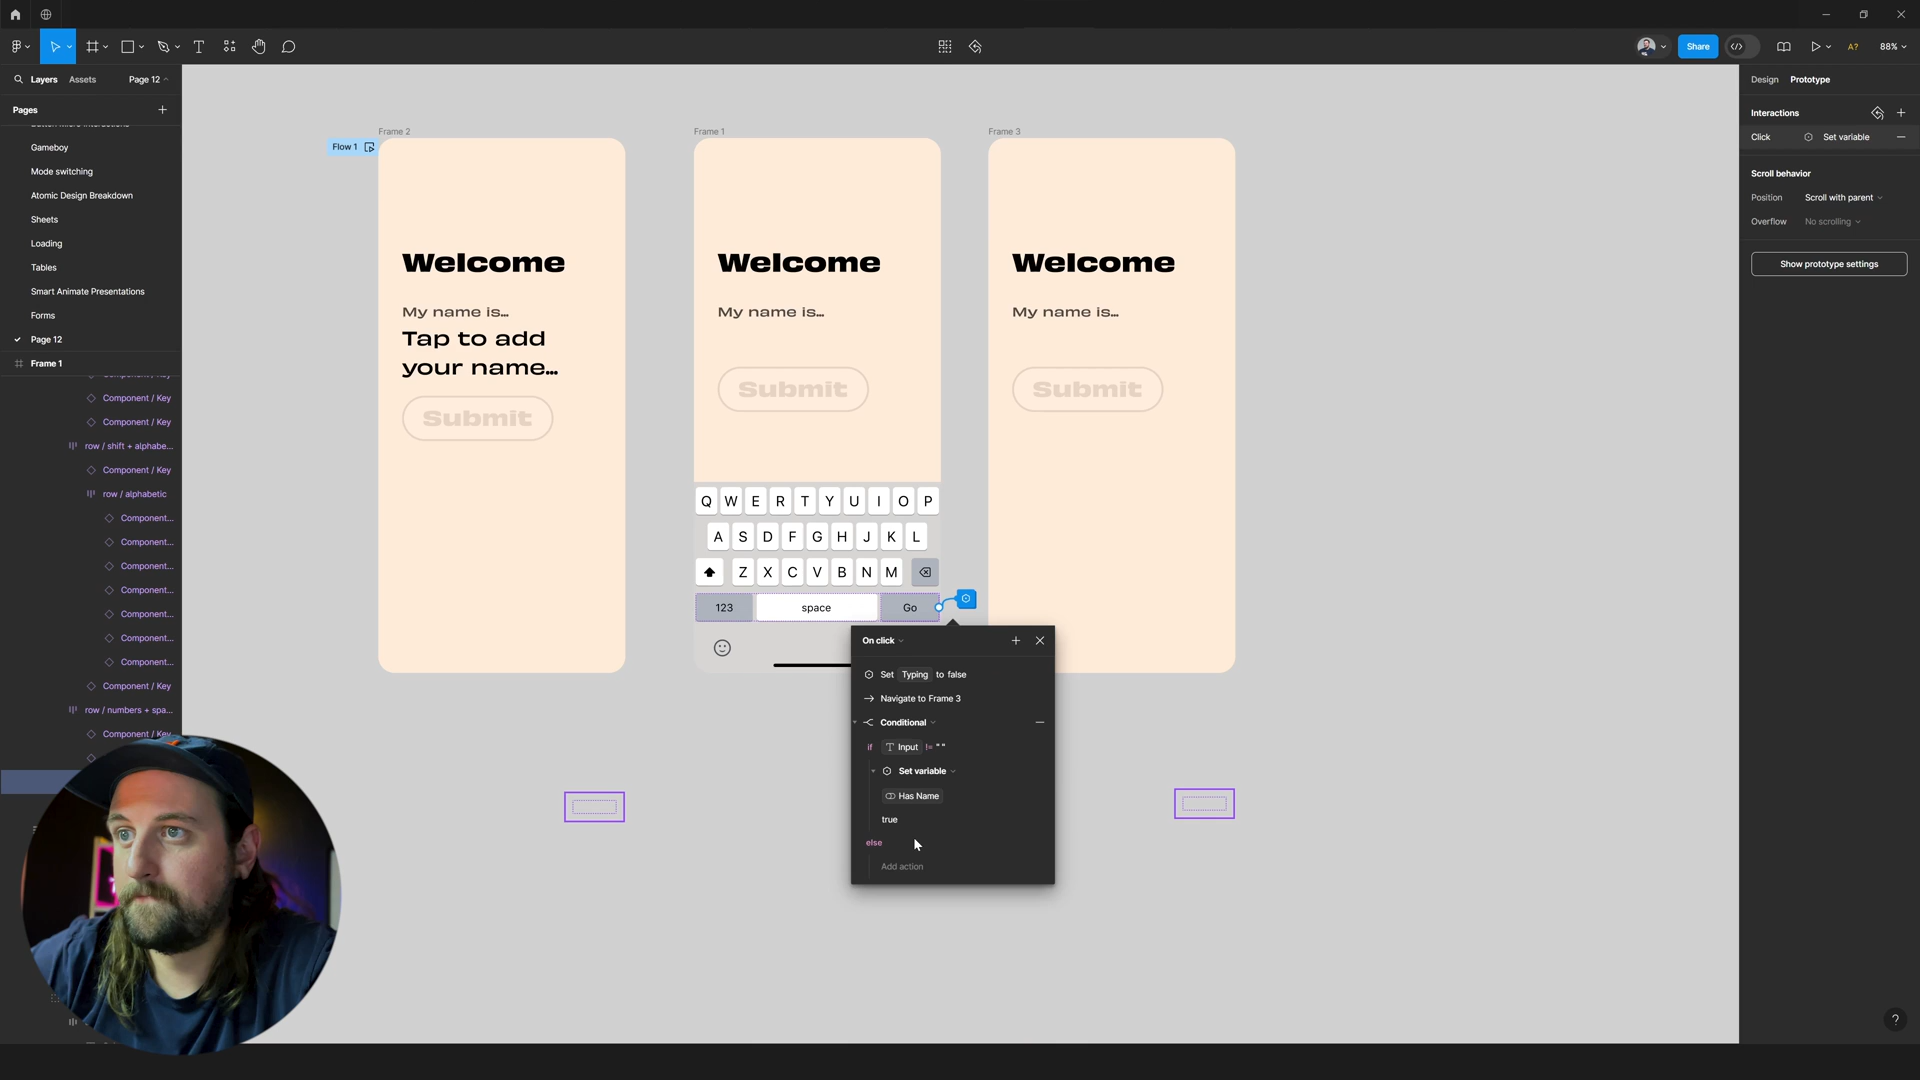 Share
A?
88%
Layers
Assets
Page 12
Pages
Gameboy
Mode switching
Atomic Design Breakdown
Sheets
Loading
Tables
Smart Animate Presentations
Forms
Page 12
Frame 1
Component / Key
Component / Key
row / shift + alphabe...
Component / Key
row / alphabetic
Component...
Component...
Component...
Component...
Component...
Component...
Component...
Component / Key
row / numbers + spa...
Component / Key
Frame 2
Flow 1
Welcome
My name is...
Tap to add
your name...
Submit
Frame 1
Welcome
My name is...
Submit
Q W E R T Y U I O P
A S D F G H J K L
Z X C V B N M
123 space Go
Frame 3
Welcome
My name is...
Submit
On click
Set Typing to false
Navigate to Frame 3
Conditional
if Input != " "
Set variable
Has Name
true
else
Add action
Design
Prototype
Interactions
Click Set variable
Scroll behavior
Position Scroll with parent
Overflow No scrolling
Show prototype settings
?